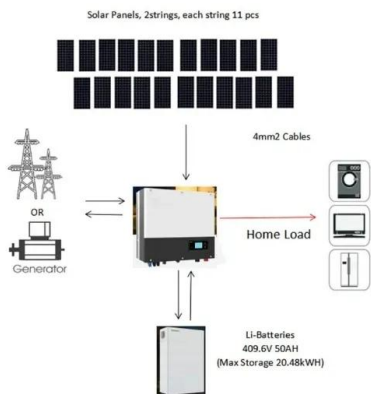 Solar Panels, 2strings, each string 11 pcs
4mm2 Cables
OR
Generator
Home Load
Li-Batteries
409.6V 50AH
(Max Storage 20.48kWH)